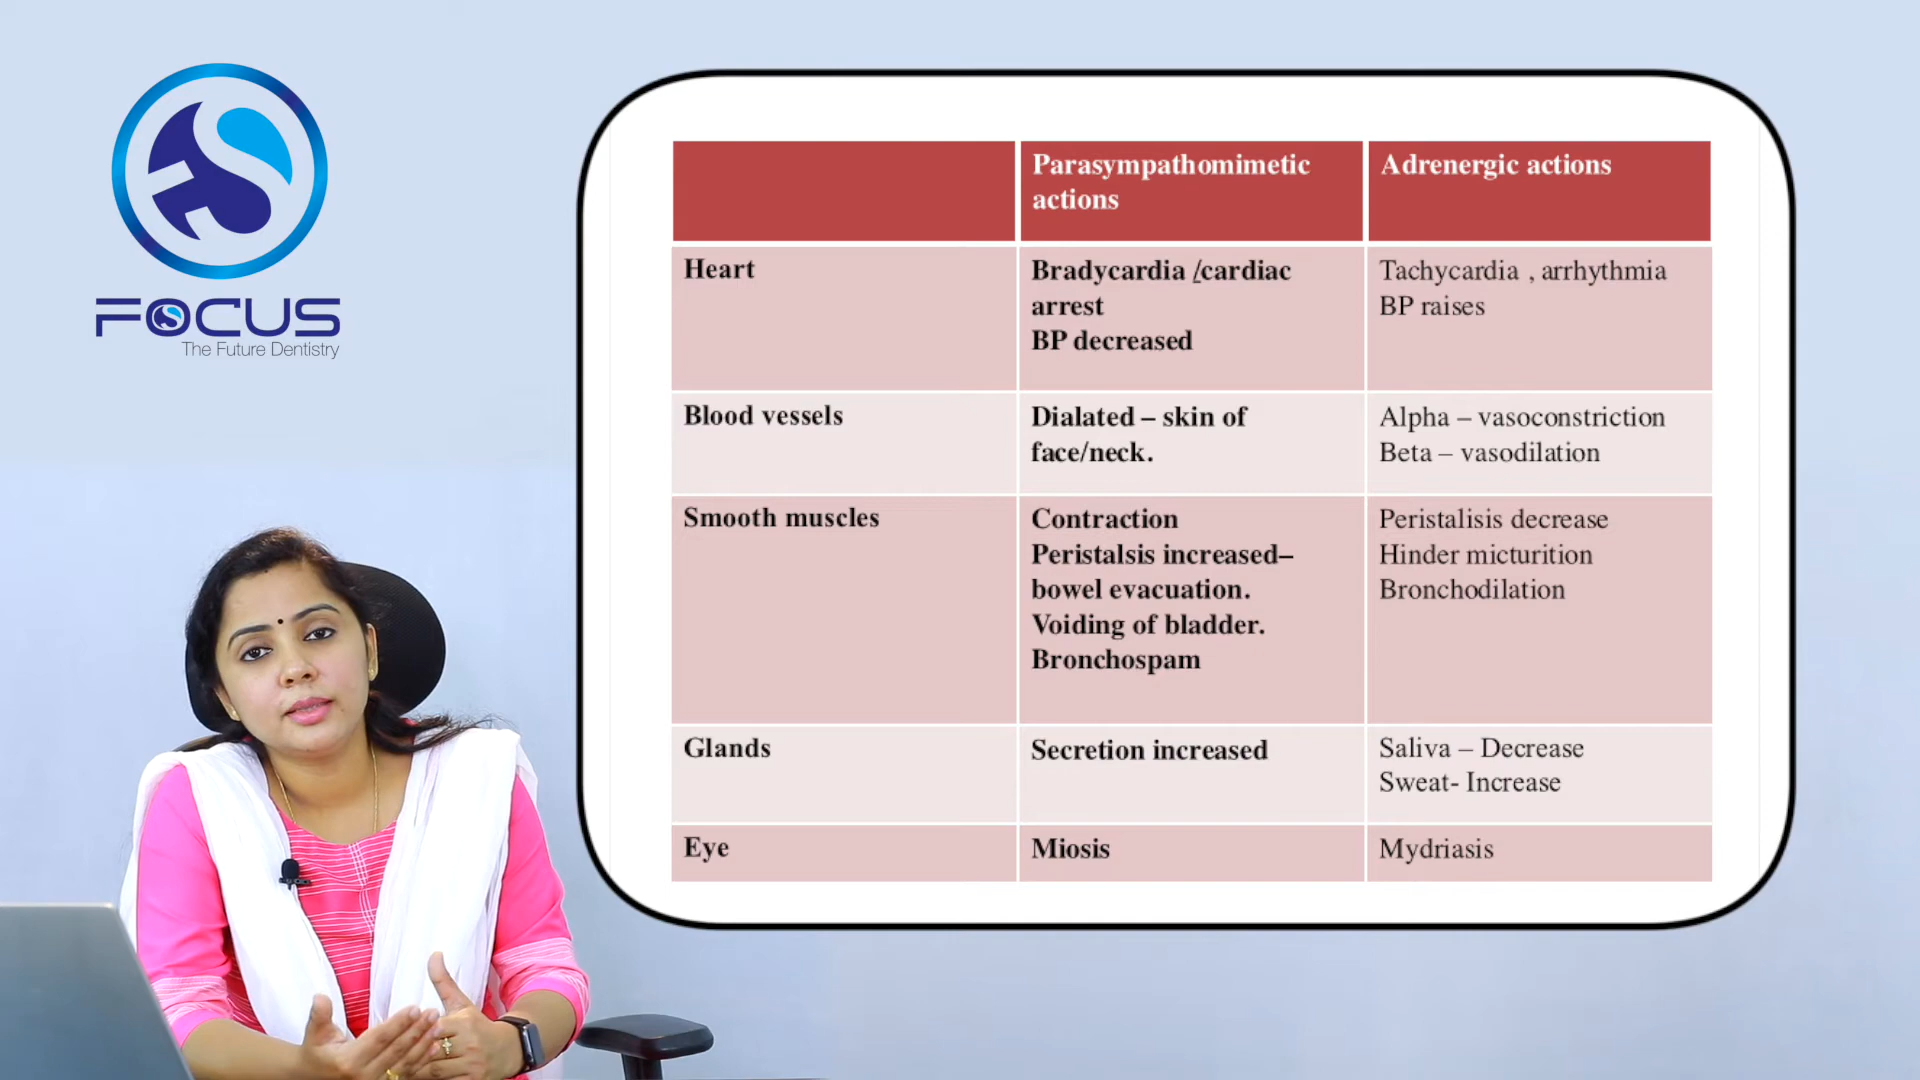 FOCUS
The Future Dentistry
Parasympathomimetic
actions
Adrenergic actions
Heart
Bradycardia /cardiac
arrest
BP decreased
Tachycardia , arrhythmia
BP raises
Blood vessels
Dialated – skin of
face/neck.
Alpha – vasoconstriction
Beta – vasodilation
Smooth muscles
Contraction
Peristalsis increased–
bowel evacuation.
Voiding of bladder.
Bronchospam
Peristalisis decrease
Hinder micturition
Bronchodilation
Glands
Secretion increased
Saliva – Decrease
Sweat- Increase
Eye
Miosis
Mydriasis